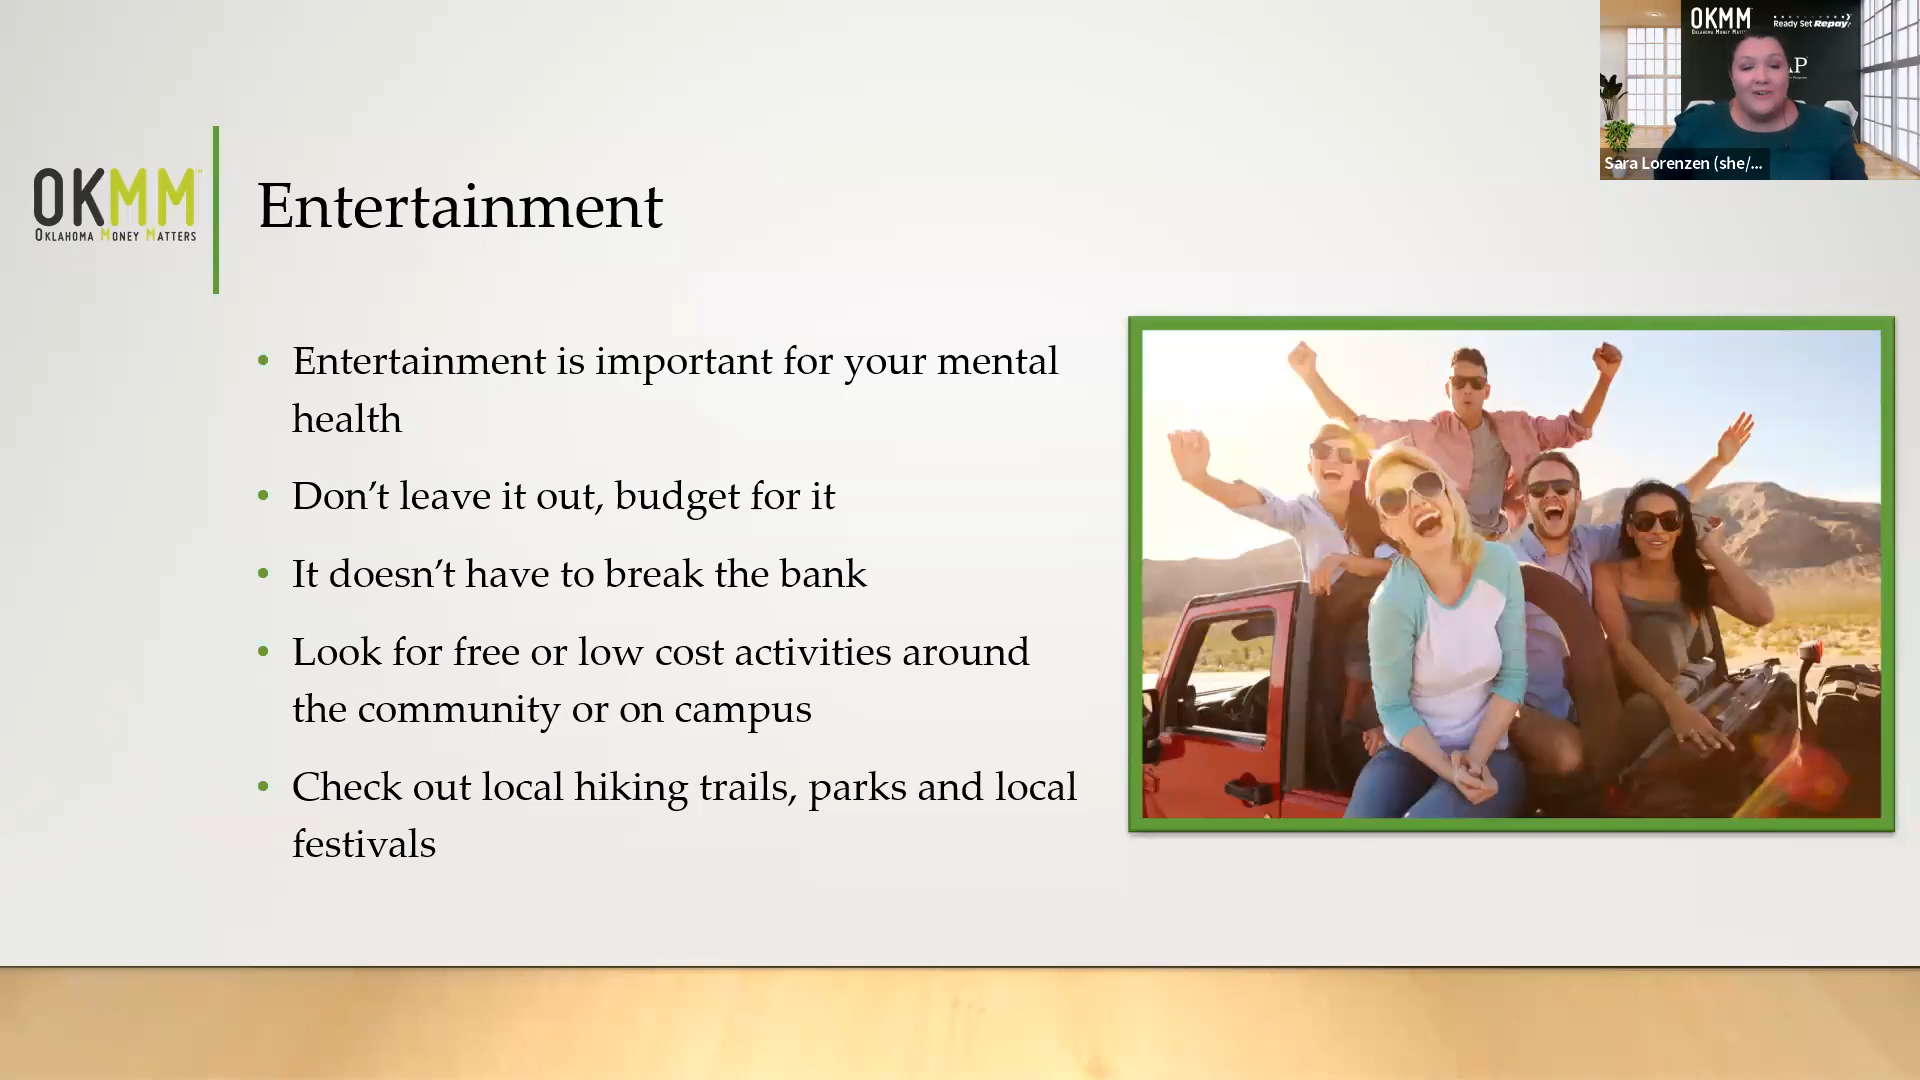 OKMM
OKLAHOMA MONEY MATTERS
Entertainment
• Entertainment is important for your mental
health
• Don’t leave it out, budget for it
• It doesn’t have to break the bank
• Look for free or low cost activities around
the community or on campus
• Check out local hiking trails, parks and local
festivals
OKMM
Ready Set Repay
AP
Sara Lorenzen (she/...